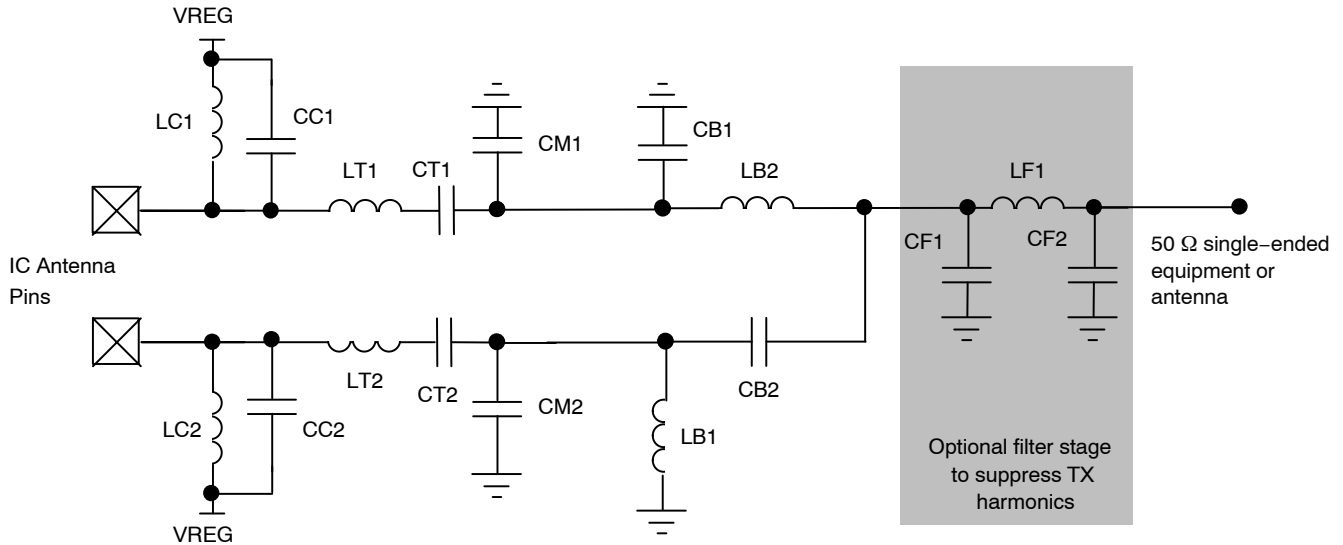 VREG
LC1
CC1
LT1
CT1
CM1
CB1
LB2
LF1
CF1
CF2
50 Ω single−ended
equipment or
antenna
IC Antenna
Pins
LT2
CT2
CB2
LC2
CC2
CM2
LB1
Optional filter stage
to suppress TX
harmonics
VREG